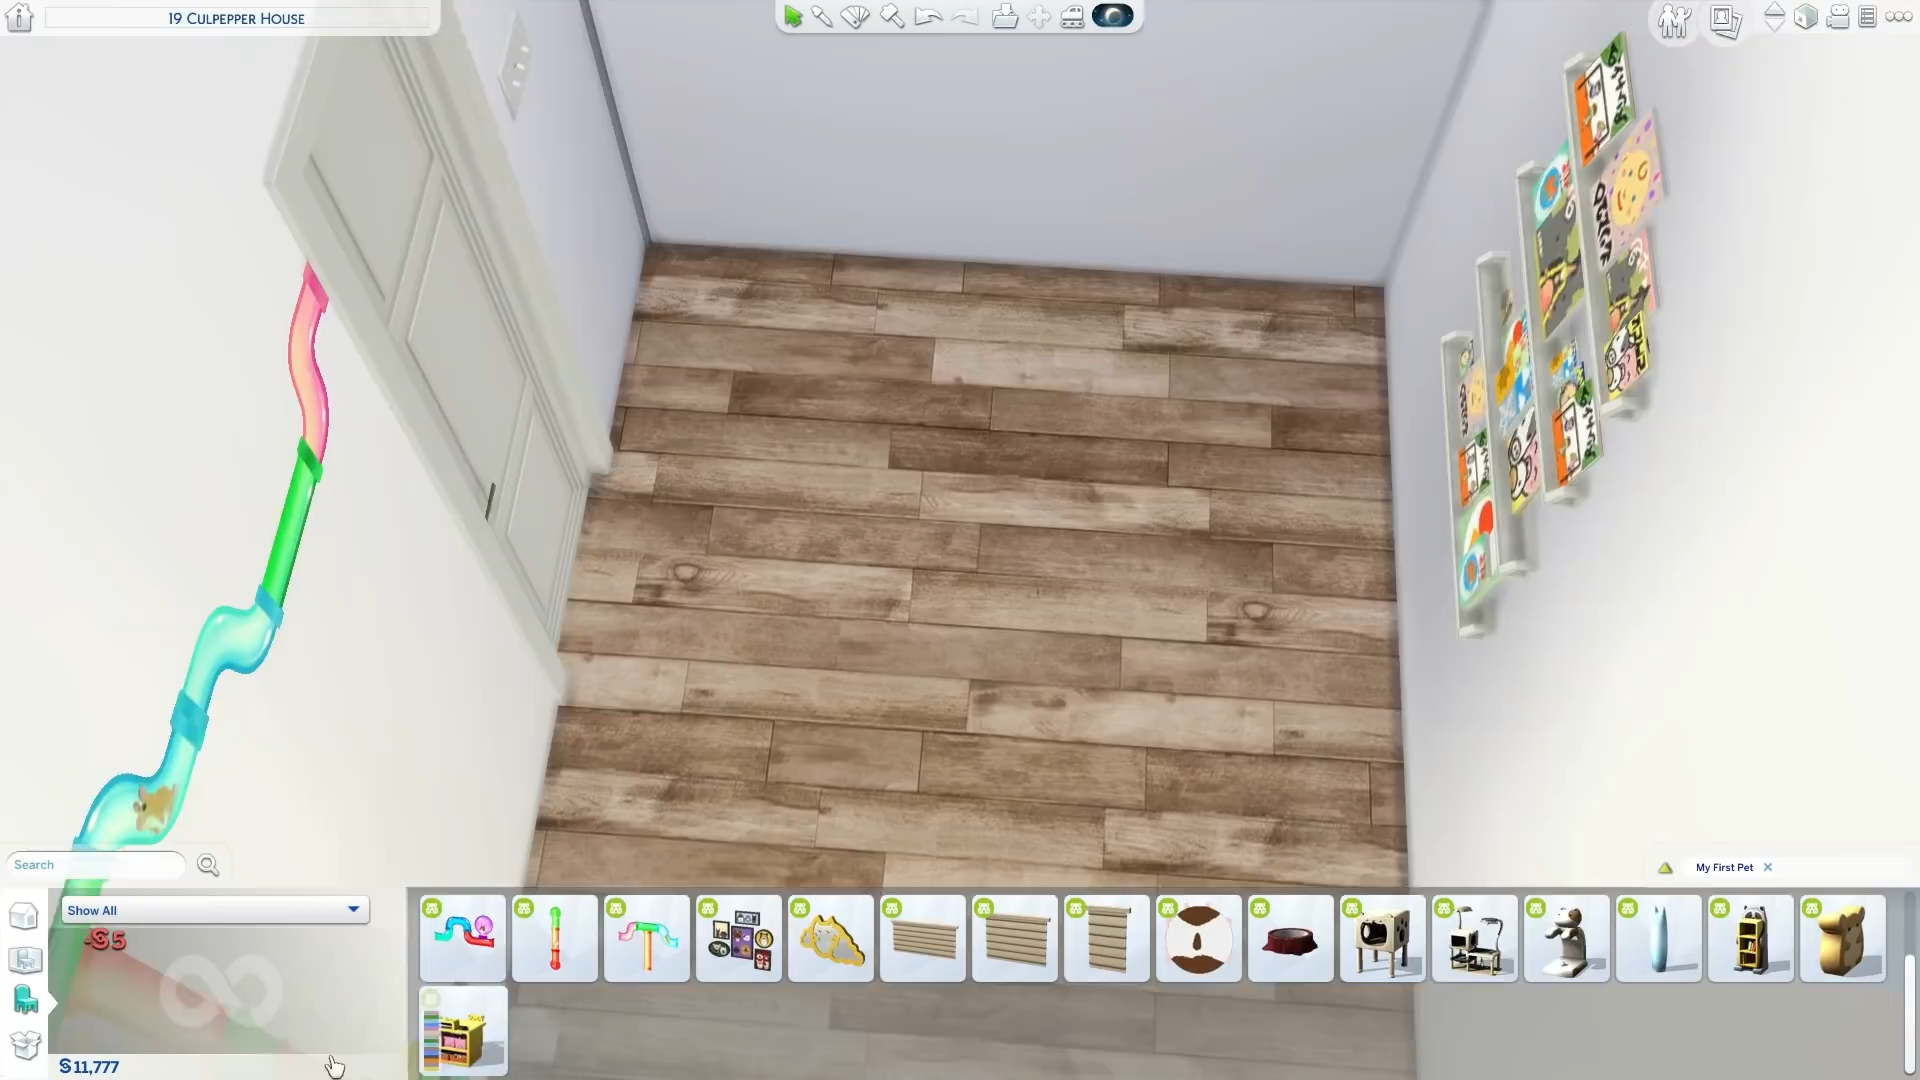 19 CULPEPPER HOUSE
Search
My First Pet
Show All
-§5
§11,777